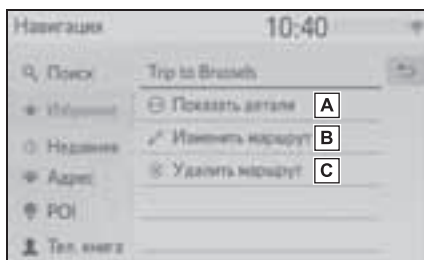 Навигация 10:40
Поиск
Trip to Brussels
Избранное
Показать детали A
Недавние
Изменить маршрут B
Адрес
Удалить маршрут C
POI
Тел. книга